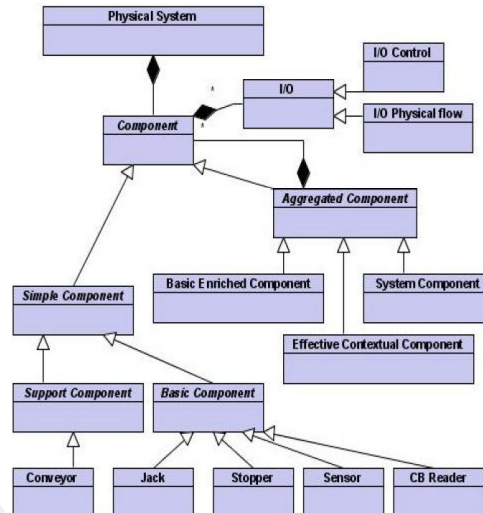 Physical System
I/O Control
I/O
*
I/O Physical flow
Component
*
Aggregated Component
Basic Enriched Component
System Component
Simple Component
Effective Contextual Component
Support Component
Basic Component
Conveyor
Jack
Stopper
Sensor
CB Reader